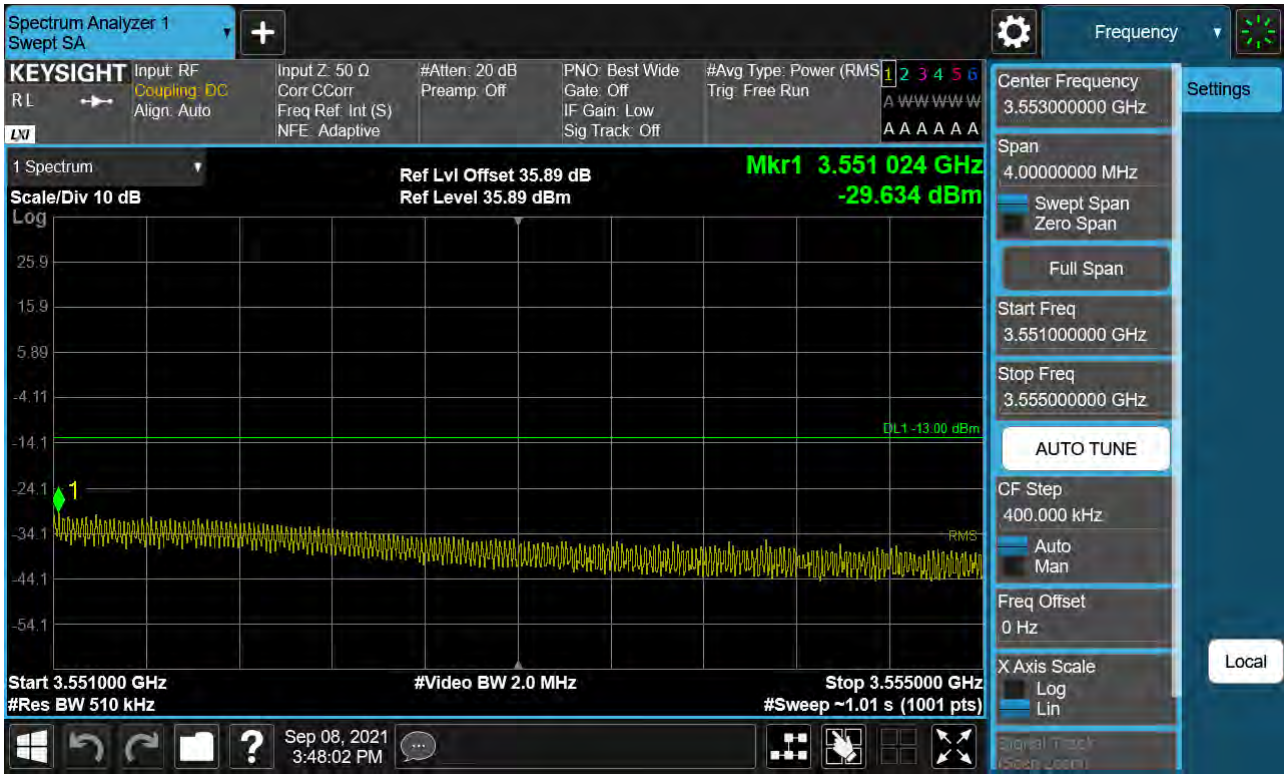 Spectrum Analyzer 1
Swept SA
+
Frequency
KEYSIGHT
RL
LXI
Input: RF
Coupling: DC
Align: Auto
Input Z: 50 Ω
Corr CCorr
Freq Ref: Int (S)
NFE: Adaptive
#Atten: 20 dB
Preamp: Off
PNO: Best Wide
Gate: Off
IF Gain: Low
Sig Track: Off
#Avg Type: Power (RMS
Trig: Free Run
1 2 3 4 5 6
A W W W W W
A A A A A A
1 Spectrum
Scale/Div 10 dB
Log
Ref Lvl Offset 35.89 dB
Ref Level 35.89 dBm
Mkr1 3.551 024 GHz
-29.634 dBm
25.9
15.9
5.89
-4.11
-14.1
-24.1
-34.1
-44.1
-54.1
DL1 -13.00 dBm
1
RMS
Start 3.551000 GHz
#Res BW 510 kHz
#Video BW 2.0 MHz
Stop 3.555000 GHz
#Sweep ~1.01 s (1001 pts)
Center Frequency
3.553000000 GHz
Settings
Span
4.00000000 MHz
Swept Span
Zero Span
Full Span
Start Freq
3.551000000 GHz
Stop Freq
3.555000000 GHz
AUTO TUNE
CF Step
400.000 kHz
Auto
Man
Freq Offset
0 Hz
X Axis Scale
Log
Lin
Local
Signal Track
(Span Zoom)
?
Sep 08, 2021
3:48:02 PM